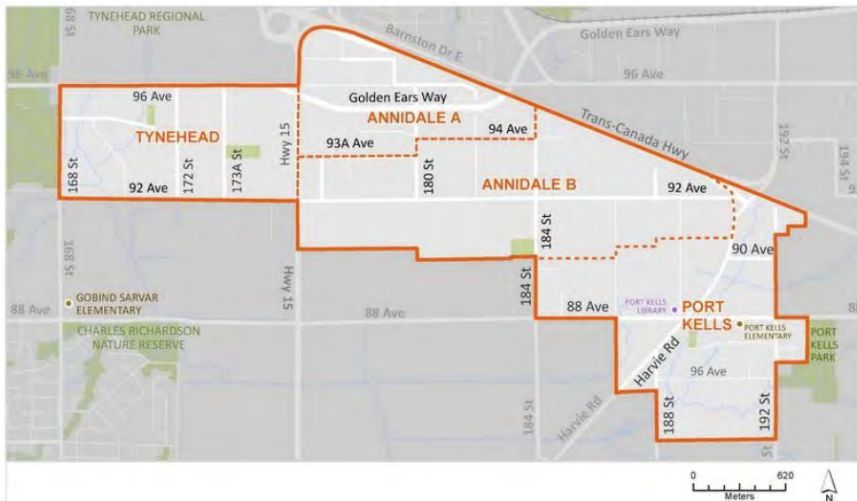 68 St
TYNEHEAD REGIONAL
PARK
Barnston Dr E
Golden Ears Way
96 Ave
96 Ave
96 Ave
Golden Ears Way
ANNIDALE A
TYNEHEAD
Hwy 15
93A Ave
94 Ave
Trans-Canada Hwy
192 St
194 St
168 St
92 Ave
172 St
173A St
180 St
ANNIDALE B
92 Ave
184 St
90 Ave
168 St
Hwy 15
184 St
GOBIND SARVAR
ELEMENTARY
88 Ave
88 Ave
PORT KELLS
LIBRARY
PORT
KELLS
PORT KELLS
ELEMENTARY
CHARLES RICHARDSON
NATURE RESERVE
PORT
KELLS
PARK
Harvie Rd
96 Ave
184 St
Harvie Rd
188 St
192 St
St
0 620
Meters
N